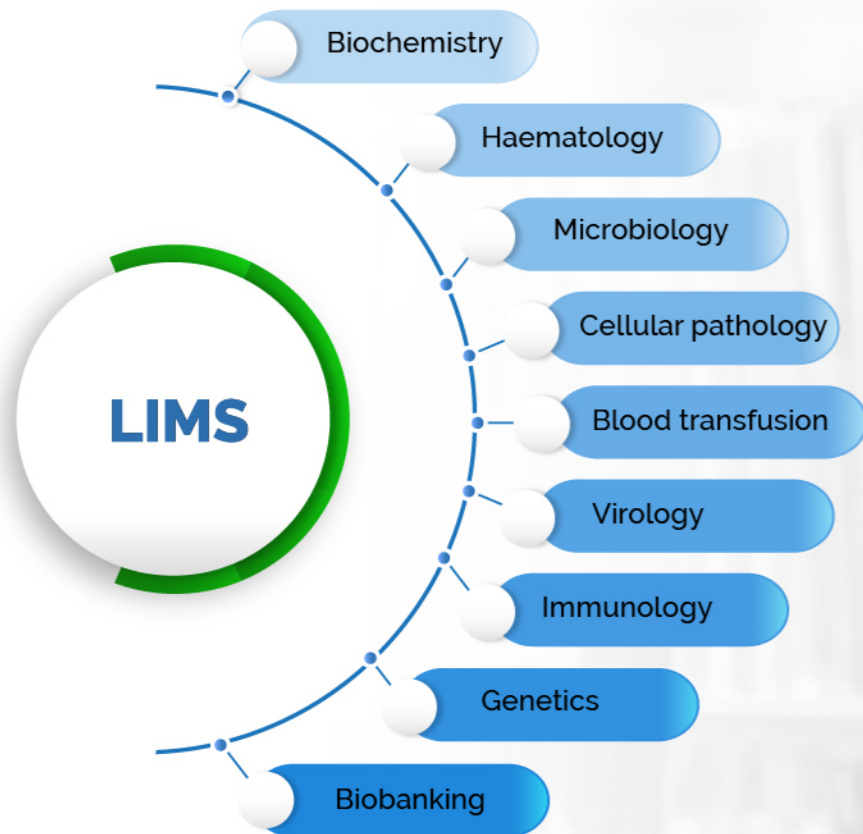 Biochemistry
Haematology
Microbiology
Cellular pathology
LIMS
Blood transfusion
Virology
Immunology
Genetics
Biobanking